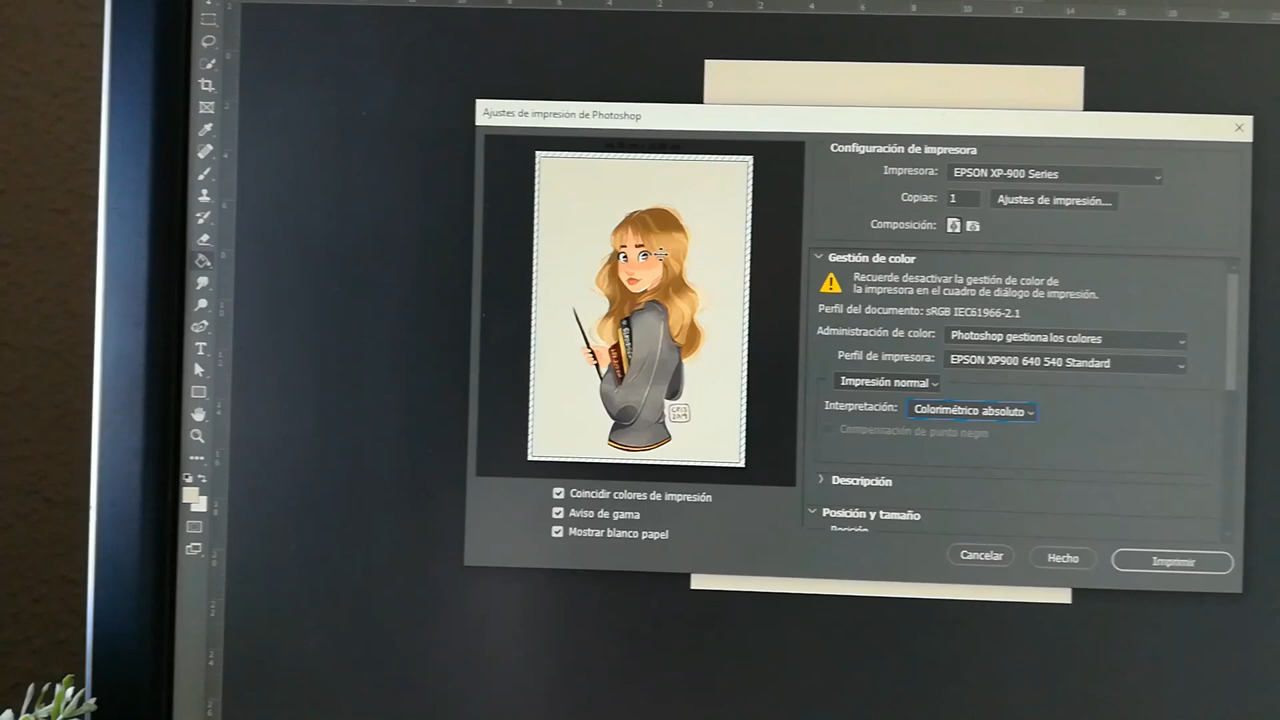 Ajustes de impresión de Photoshop
Configuración de impresora
Impresora: EPSON XP-900 Series
Copias: 1 Ajustes de impresión...
Composición:
Gestión de color
Recuerde desactivar la gestión de color de
la impresora en el cuadro de diálogo de impresión.
Perfil del documento: sRGB IEC61966-2.1
Administración de color: Photoshop gestiona los colores
Perfil de impresora: EPSON XP900 640 540 Standard
Impresión normal
Interpretación: Colorimétrico absoluto
Compensación de punto negro
Descripción
Posición y tamaño
Posición
Coincidir colores de impresión
Aviso de gama
Mostrar blanco papel
Cancelar Hecho Imprimir